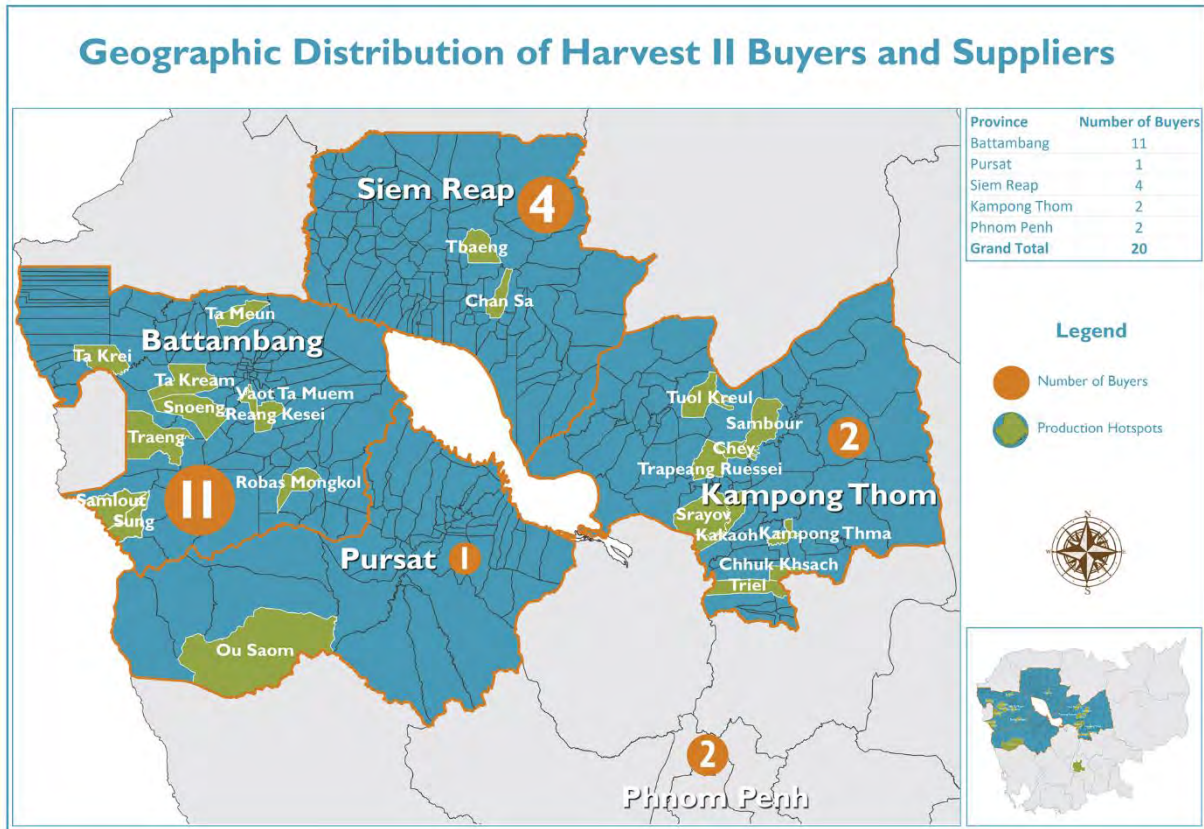 Geographic Distribution of Harvest II Buyers and Suppliers
Province Number of Buyers
Battambang 11
Pursat 1
Siem Reap 4
Kampong Thom 2
Phnom Penh 2
Grand Total 20
Siem Reap 4
Tbaeng
Chan Sa
Ta Meun
Battambang
Ta Krei
Ta Kream
Vaot Ta Muem
Snoeng
Reang Kesei
Traeng
Robas Mongkol
Samlout
Sung
11
Pursat 1
Ou Saom
Tuol Kreul
Sambour
2
Chey
Trapeang Ruessei
Kampong Thom
Srayov
Kakaoh
Kampong Thma
Chhuk Khsach
Triel
2
Phnom Penh
Legend
Number of Buyers
Production Hotspots
N
W E
S